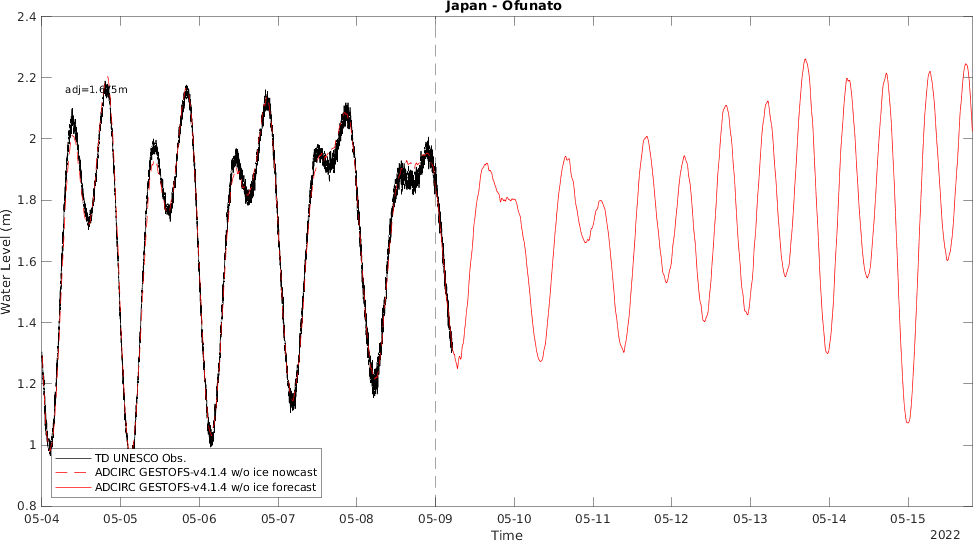 Japan - Ofunato
2.4
2.2
2
1.8
1.6
1.4
1.2
1
0.8
Water Level (m)
adj=1.675m
TD UNESCO Obs.
ADCIRC GESTOFS-v4.1.4 w/o ice nowcast
ADCIRC GESTOFS-v4.1.4 w/o ice forecast
05-04 05-05 05-06 05-07 05-08 05-09 05-10 05-11 05-12 05-13 05-14 05-15
Time
2022